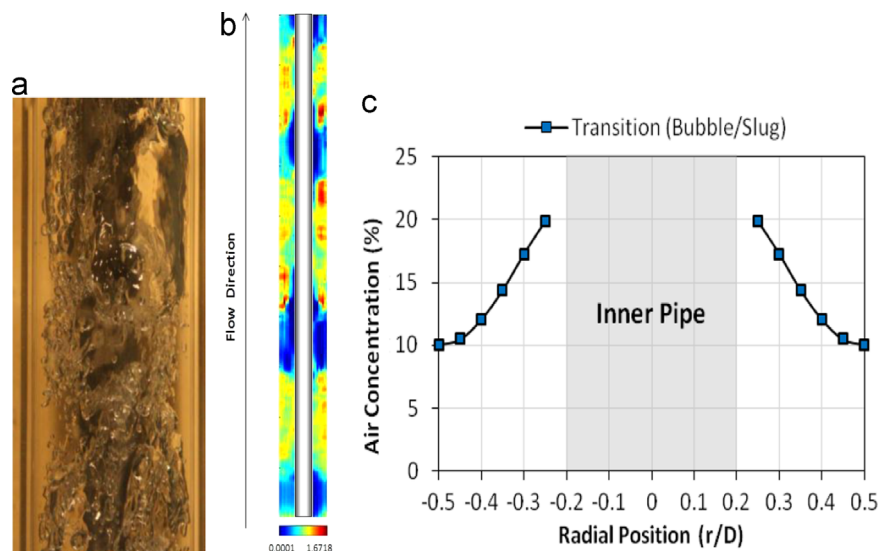 a
b
Flow Direction
0.0001 1.6718
c
Transition (Bubble/Slug)
Air Concentration (%)
25
20
15
10
5
0
Inner Pipe
-0.5 -0.4 -0.3 -0.2 -0.1 0 0.1 0.2 0.3 0.4 0.5
Radial Position (r/D)